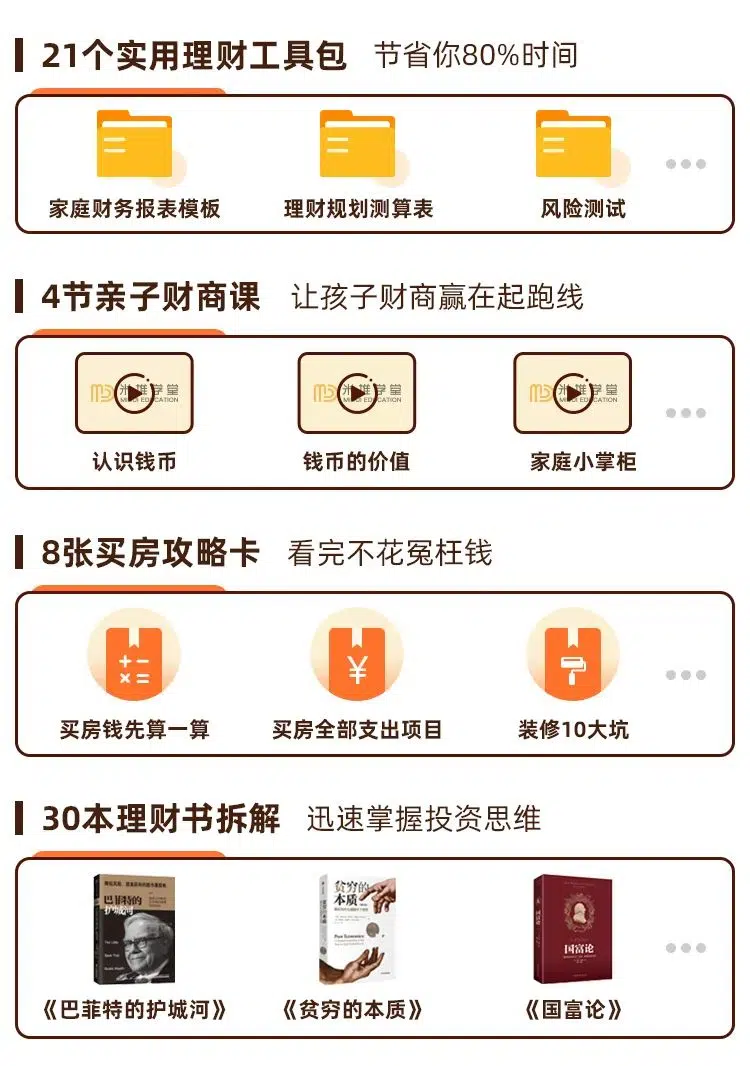 21个实用理财工具包 节省你80%时间
家庭财务报表模板 理财规划测算表 风险测试
4节亲子财商课 让孩子财商赢在起跑线
认识钱币 钱币的价值 家庭小掌柜
8张买房攻略卡 看完不花冤枉钱
¥
买房钱先算一算 买房全部支出项目 装修10大坑
30本理财书拆解 迅速掌握投资思维
巴菲特的
护城河
贫穷的
本质
Poor Economics
国富论
《巴菲特的护城河》 《贫穷的本质》 《国富论》